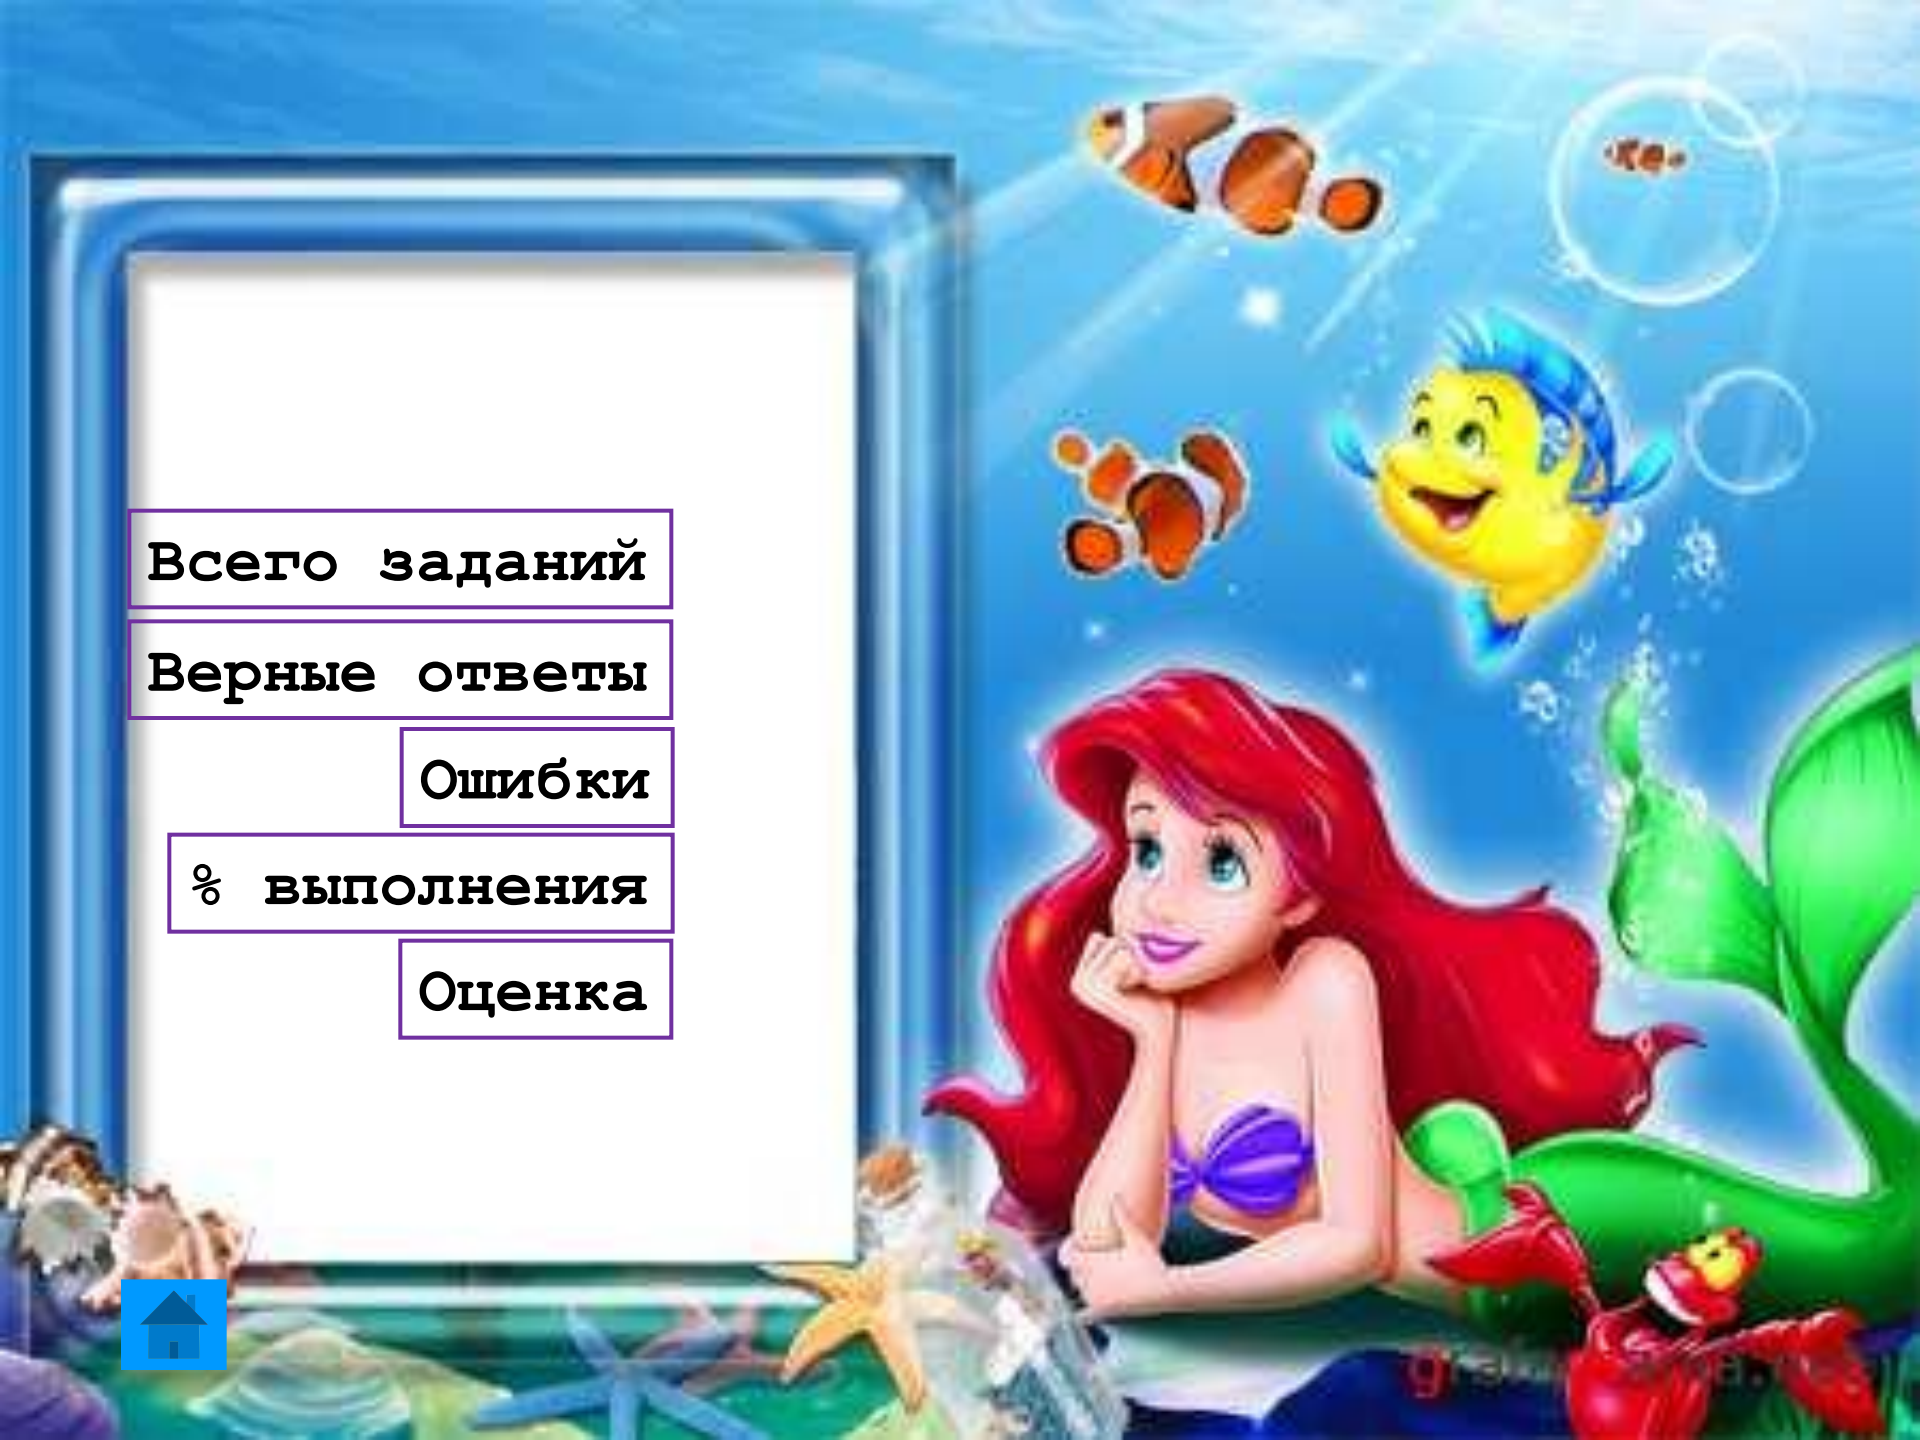 Всего заданий
Верные ответы
Ошибки
% выполнения
Оценка